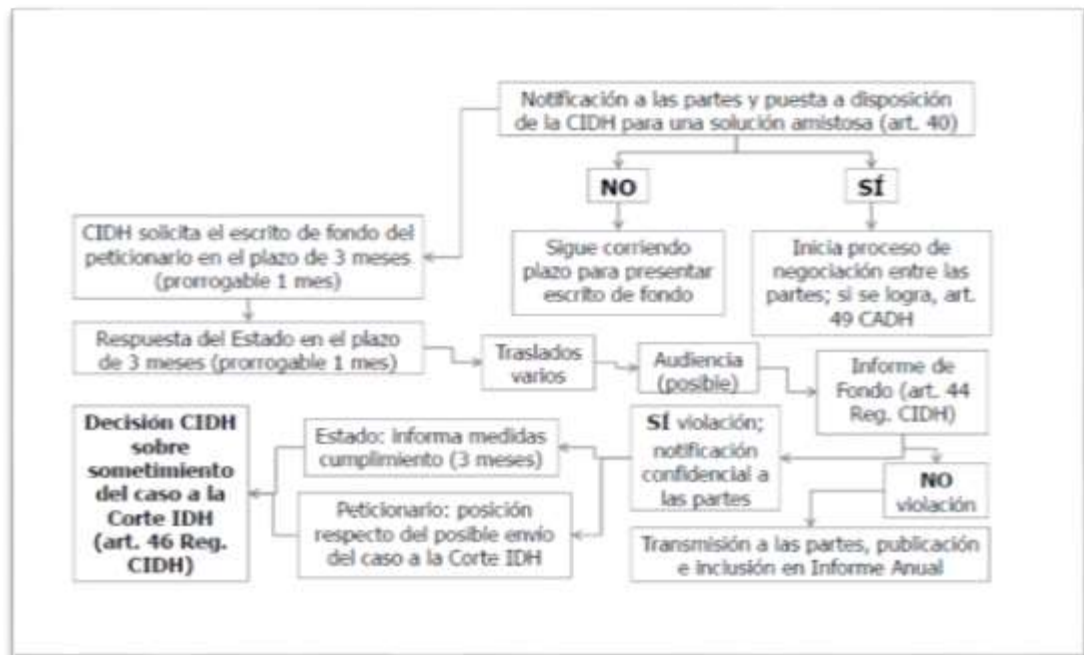 Notificación a las partes y puesta a disposición
de la CIDH para una solución amistosa (art. 40)
NO
SÍ
CIDH solicita el escrito de fondo del
peticionario en el plazo de 3 meses
(prorrogable 1 mes)
Sigue corriendo
plazo para presentar
escrito de fondo
Inicia proceso de
negociación entre las
partes; si se logra, art.
49 CADH
Respuesta del Estado en el plazo
de 3 meses (prorrogable 1 mes)
Traslados
varios
Audiencia
(posible)
Informe de
Fondo (art. 44
Reg. CIDH)
Decisión CIDH
sobre
sometimiento
del caso a la
Corte IDH
(art. 46 Reg.
CIDH)
Estado: informa medidas
cumplimiento (3 meses)
SÍ violación;
notificación
confidencial a
las partes
NO
violación
Peticionario: posición
respecto del posible envío
del caso a la Corte IDH
Transmisión a las partes, publicación
e inclusión en Informe Anual